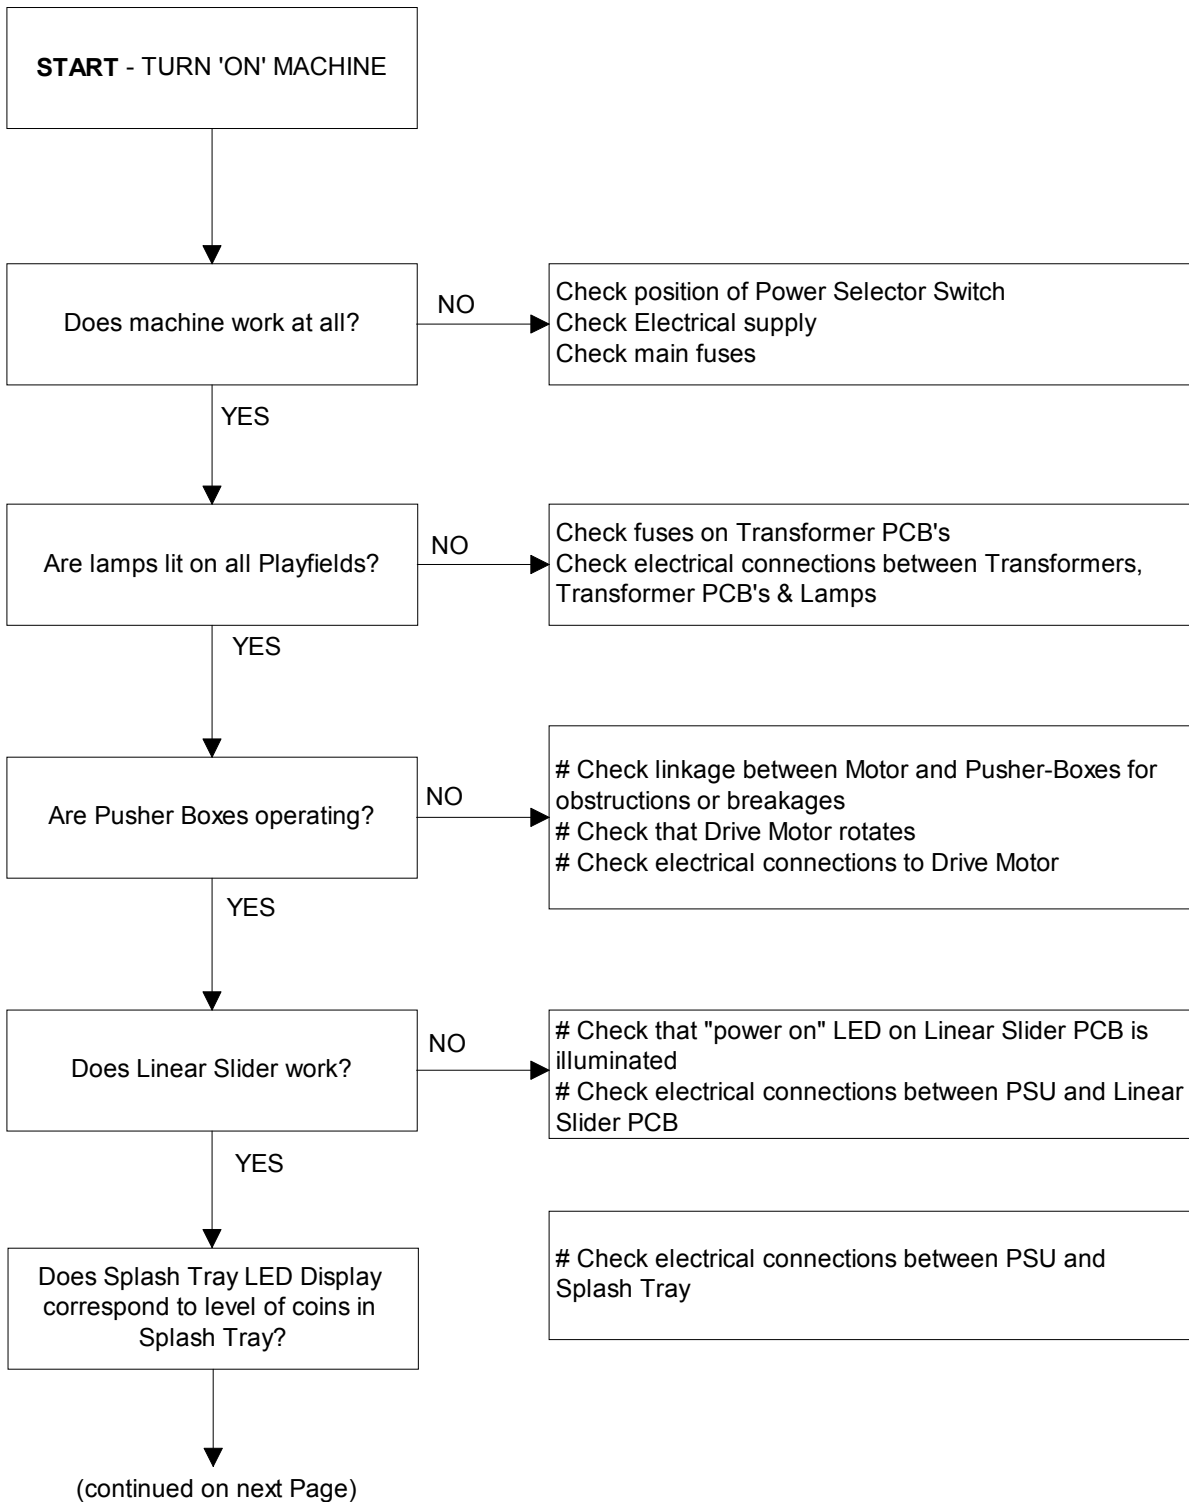 START - TURN 'ON' MACHINE
Does machine work at all?
NO
Check position of Power Selector Switch
Check Electrical supply
Check main fuses
YES
Are lamps lit on all Playfields?
NO
Check fuses on Transformer PCB's
Check electrical connections between Transformers,
Transformer PCB's & Lamps
YES
Are Pusher Boxes operating?
NO
# Check linkage between Motor and Pusher-Boxes for
obstructions or breakages
# Check that Drive Motor rotates
# Check electrical connections to Drive Motor
YES
Does Linear Slider work?
NO
# Check that "power on" LED on Linear Slider PCB is
illuminated
# Check electrical connections between PSU and Linear
Slider PCB
YES
Does Splash Tray LED Display
correspond to level of coins in
Splash Tray?
# Check electrical connections between PSU and
Splash Tray
(continued on next Page)